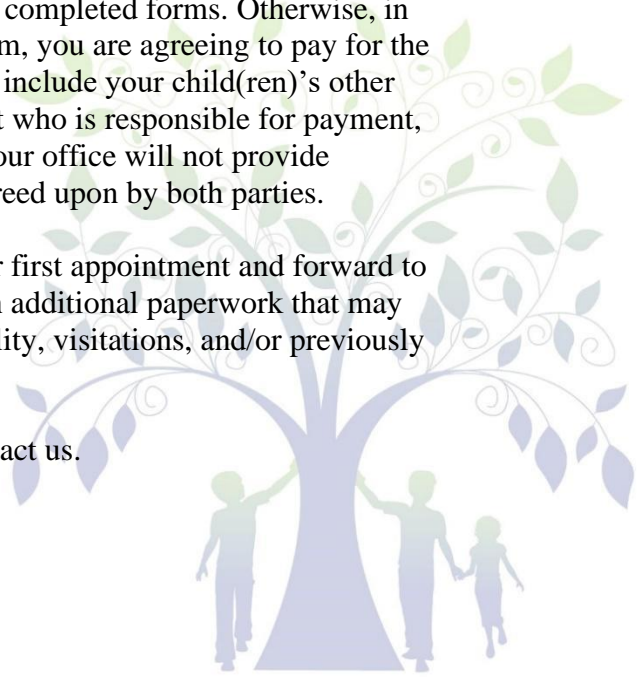 completed forms. Otherwise, in
m, you are agreeing to pay for the
include your child(ren)'s other
t who is responsible for payment,
our office will not provide
reed upon by both parties.
r first appointment and forward to
n additional paperwork that may
lity, visitations, and/or previously
act us.